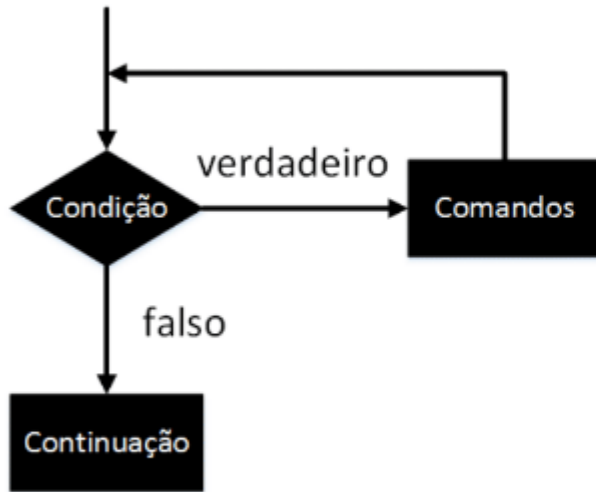 verdadeiro
Condição
Comandos
falso
Continuação